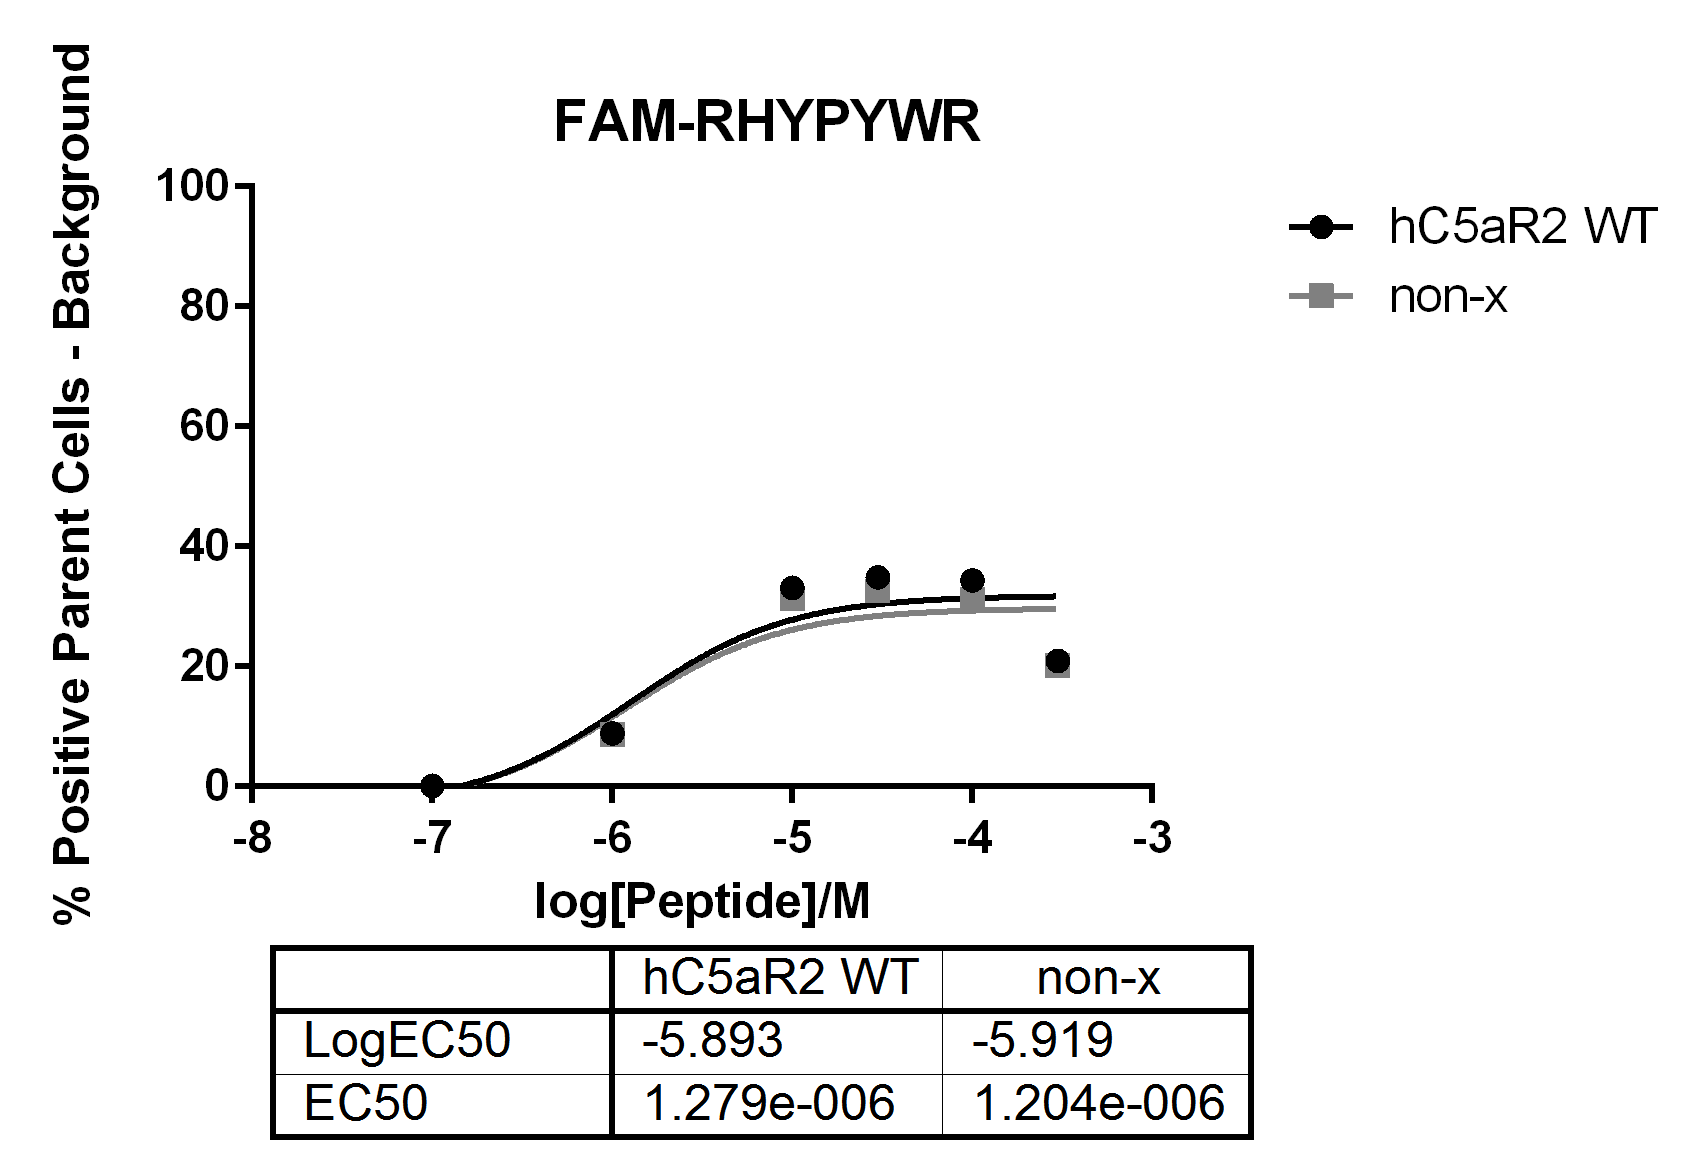 FAM-RHYPYWR
% Positive Parent Cells - Background
100
80
60
40
20
0
-8 -7 -6 -5 -4 -3
log[Peptide]/M
hC5aR2 WT
non-x
hC5aR2 WT non-x
LogEC50 -5.893 -5.919
EC50 1.279e-006 1.204e-006